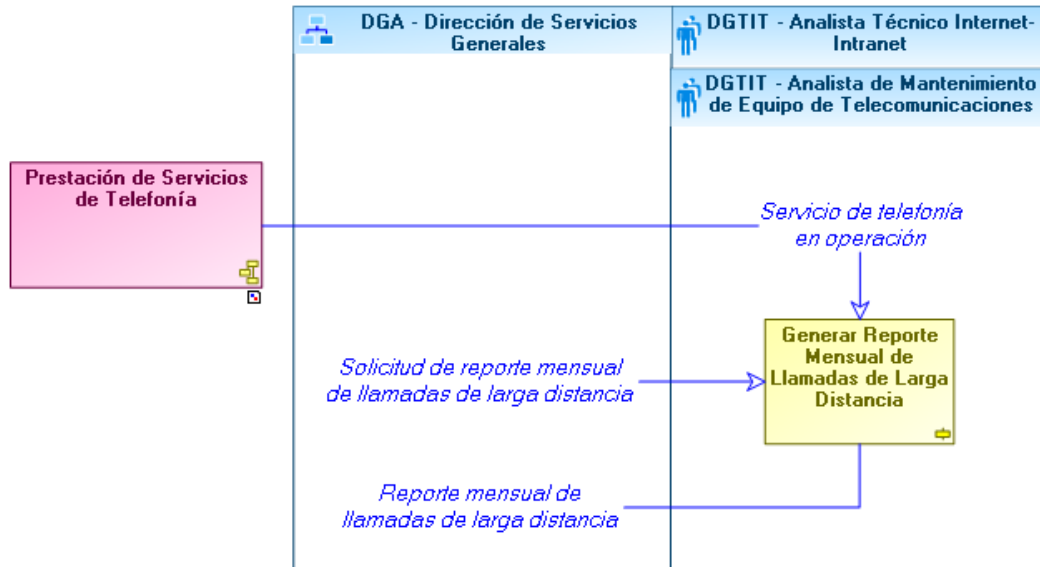 DGA - Dirección de Servicios
Generales
DGTIT - Analista Técnico Internet-
Intranet
DGTIT - Analista de Mantenimiento
de Equipo de Telecomunicaciones
Prestación de Servicios
de Telefonía
Servicio de telefonía
en operación
Generar Reporte
Mensual de
Llamadas de Larga
Distancia
Solicitud de reporte mensual
de llamadas de larga distancia
Reporte mensual de
llamadas de larga distancia